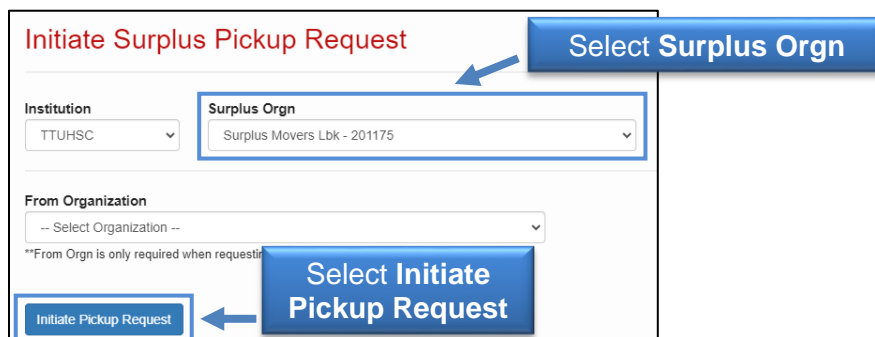 Initiate Surplus Pickup Request
Select Surplus Orgn
Institution
Surplus Orgn
TTUHSC
Surplus Movers Lbk - 201175
From Organization
-- Select Organization --
**From Orgn is only required when
Select Initiate
Pickup Request
Initiate Pickup Request